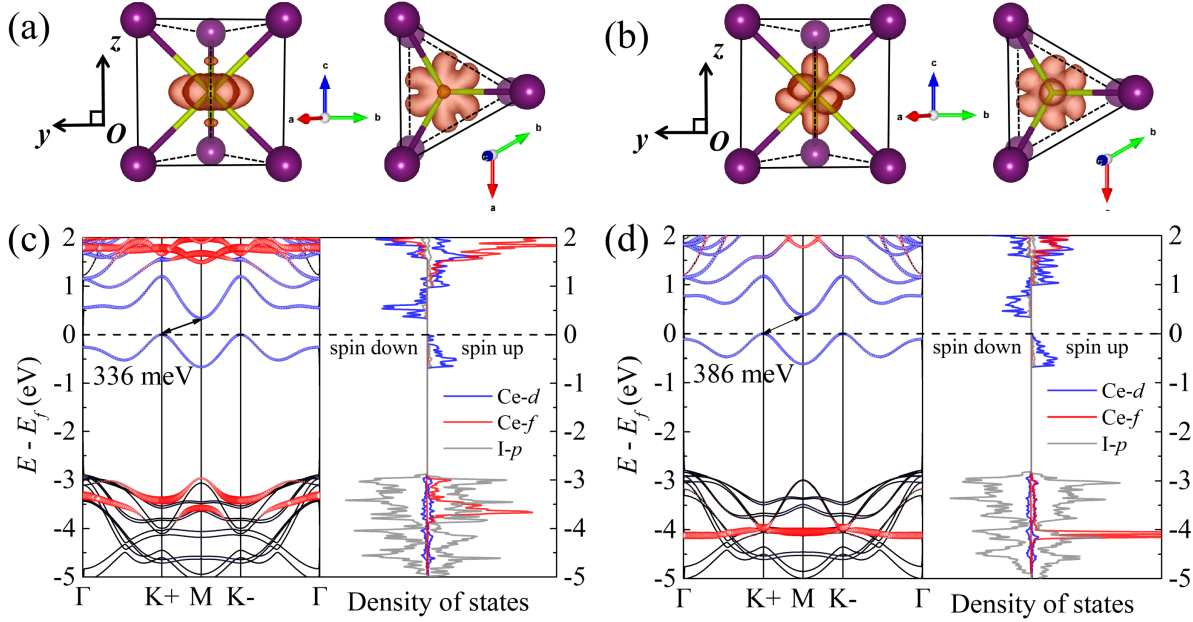 (a)
z
y
O
c
a
b
b
a
(b)
z
y
O
c
a
b
b
(c)
2
1
0
-1
-2
-3
-4
-5
E - E_f (eV)
336 meV
spin down
spin up
Ce-d
Ce-f
I-p
2
1
0
-1
-2
-3
-4
-5
Γ K+ M K- Γ
Density of states
(d)
2
1
0
-1
-2
-3
-4
-5
E - E_f (eV)
386 meV
spin down
spin up
Ce-d
Ce-f
I-p
2
1
0
-1
-2
-3
-4
-5
Γ K+ M K- Γ
Density of states